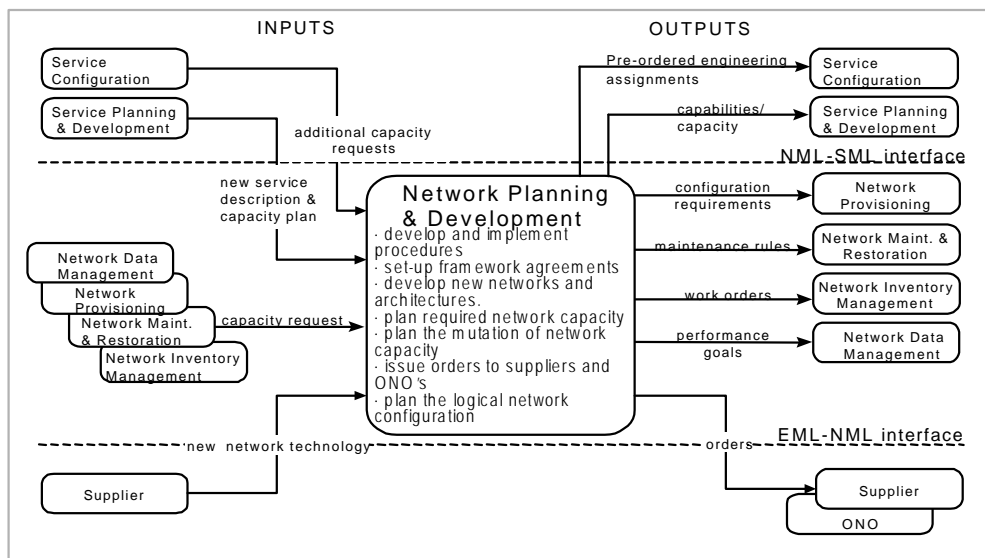 INPUTS
OUTPUTS
Service
Configuration
Service Planning
& Development
additional capacity
requests
Pre-ordered engineering
assignments
Service
Configuration
capabilities/
capacity
Service Planning
& Development
NML-SML interface
new service
description &
capacity plan
Network Planning
& Development
· develop and implement
procedures
· set-up framework agreements
· develop new networks and
architectures.
· plan required network capacity
· plan the mutation of network
capacity
· issue orders to suppliers and
ONO's
· plan the logical network
configuration
configuration
requirements
Network
Provisioning
maintenance rules
Network Maint. &
Restoration
work orders
Network Inventory
Management
performance
goals
Network Data
Management
Network Data
Management
Network
Provisioning
Network Maint.
& Restoration
Network Inventory
Management
capacity request
new network technology
orders
EML-NML interface
Supplier
Supplier
ONO